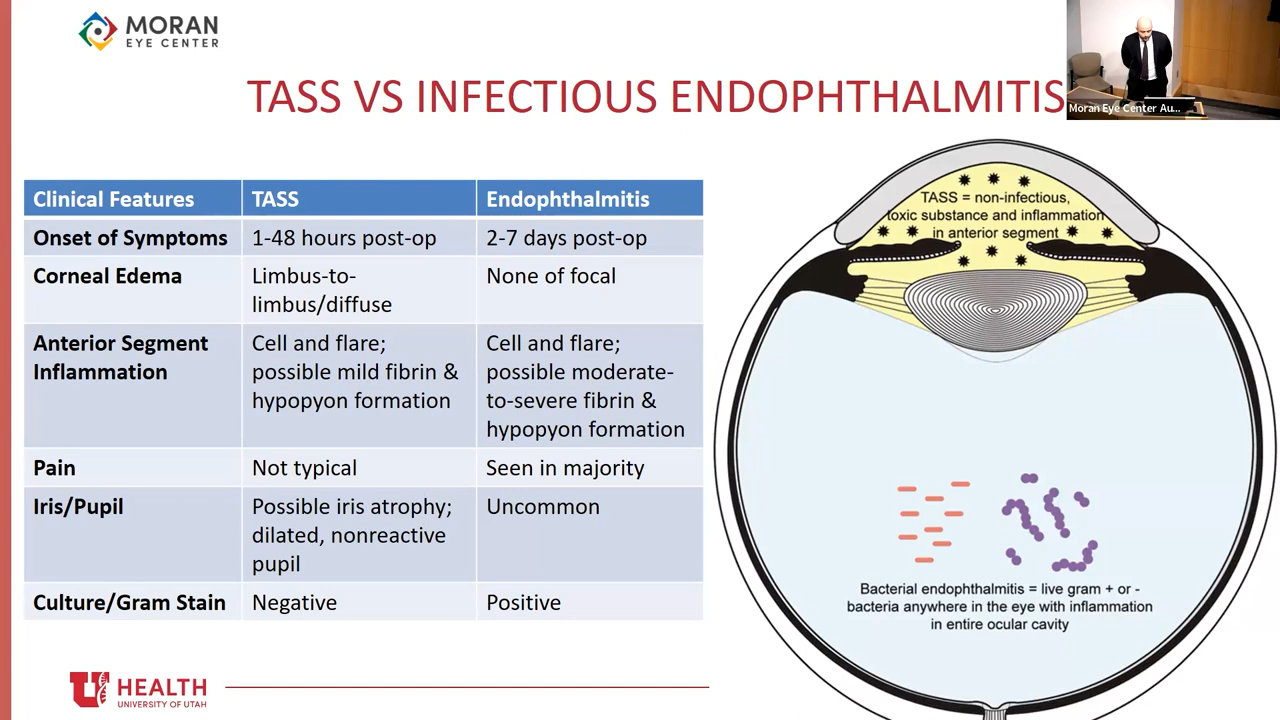 MORAN
EYE CENTER
Moran Eye Center Au...
TASS VS INFECTIOUS ENDOPHTHALMITIS
Clinical Features TASS Endophthalmitis
Onset of Symptoms 1-48 hours post-op 2-7 days post-op
Corneal Edema Limbus-to- None of focal
limbus/diffuse
Anterior Segment Cell and flare; Cell and flare;
Inflammation possible mild fibrin & possible moderate-
hypopyon formation to-severe fibrin &
hypopyon formation
Pain Not typical Seen in majority
Iris/Pupil Possible iris atrophy; Uncommon
dilated, nonreactive
pupil
Culture/Gram Stain Negative Positive
TASS = non-infectious,
toxic substance and inflammation
in anterior segment
Bacterial endophthalmitis = live gram + or -
bacteria anywhere in the eye with inflammation
in entire ocular cavity
U HEALTH
UNIVERSITY OF UTAH